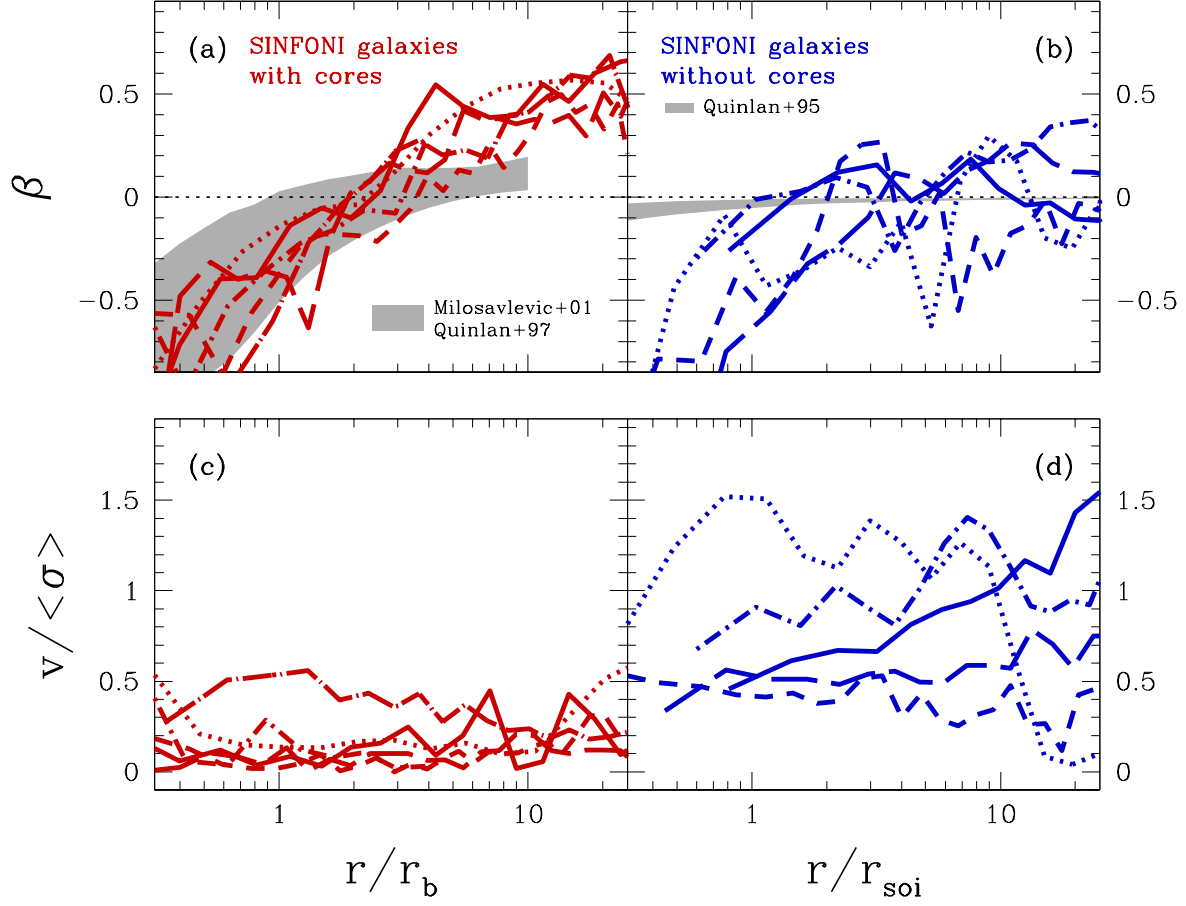 (a) SINFONI galaxies
with cores
SINFONI galaxies (b)
without cores
Quinlan+95
0.5
0
−0.5
β
0.5
0
−0.5
Milosavlevic+01
Quinlan+97
(c)
(d)
1.5
1
0.5
0
v/<σ>
1.5
1
0.5
0
1
10
1
10
r/r_b
r/r_soi